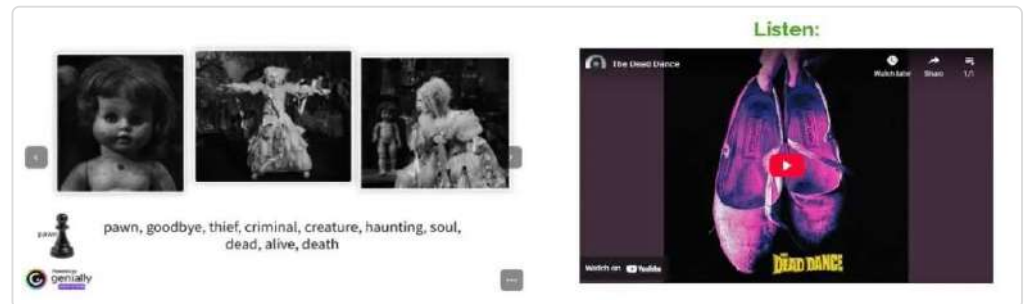 Listen:
The Dead Dance
Watch later
Share
1/1
pawn
pawn, goodbye, thief, criminal, creature, haunting, soul,
dead, alive, death
genially
Watch on YouTube
THE DEAD DANCE